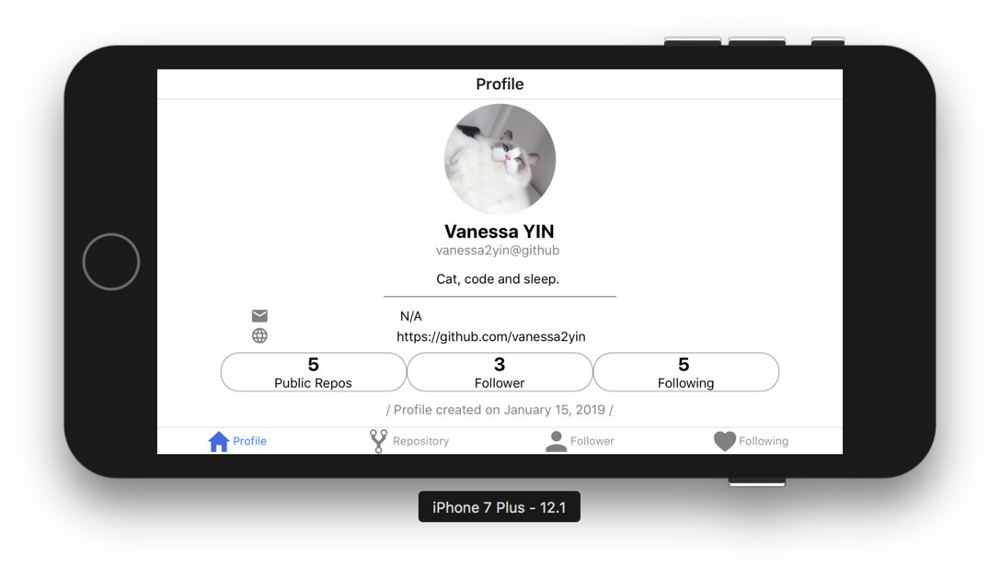 Profile
Vanessa YIN
vanessa2yin@github
Cat, code and sleep.
N/A
https://github.com/vanessa2yin
5 3 5
Public Repos Follower Following
/ Profile created on January 15, 2019 /
Profile Repository Follower Following
iPhone 7 Plus - 12.1